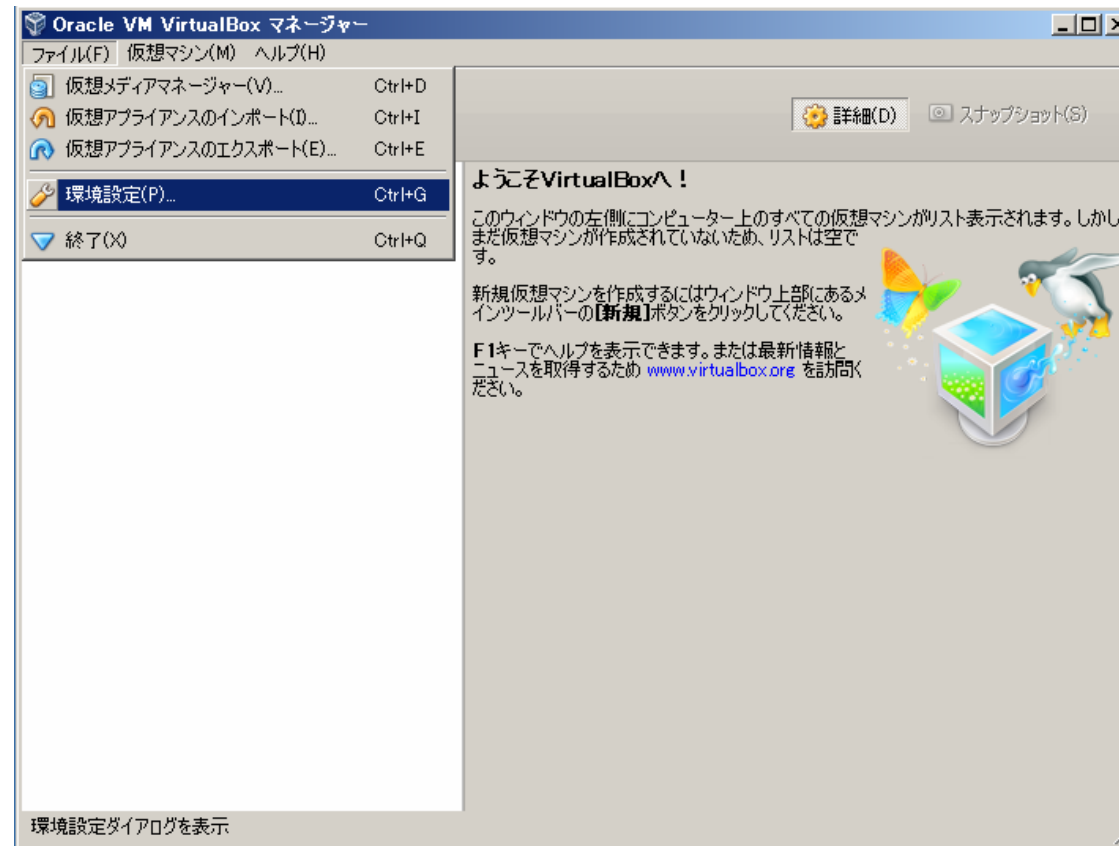 Oracle VM VirtualBox マネージャー
ファイル(F) 仮想マシン(M) ヘルプ(H)
仮想メディアマネージャー(V)... Ctrl+D
仮想アプライアンスのインポート(I)... Ctrl+I
仮想アプライアンスのエクスポート(E)... Ctrl+E
環境設定(P)... Ctrl+G
終了(X) Ctrl+Q
詳細(D) スナップショット(S)
ようこそVirtualBoxへ！
このウィンドウの左側にコンピューター上のすべての仮想マシンがリスト表示されます。しかし
まだ仮想マシンが作成されていないため、リストは空で
す。
新規仮想マシンを作成するにはウィンドウ上部にあるメ
インツールバーの[新規]ボタンをクリックしてください。
F1キーでヘルプを表示できます。または最新情報と
ニュースを取得するため www.virtualbox.org を訪問く
ださい。
環境設定ダイアログを表示